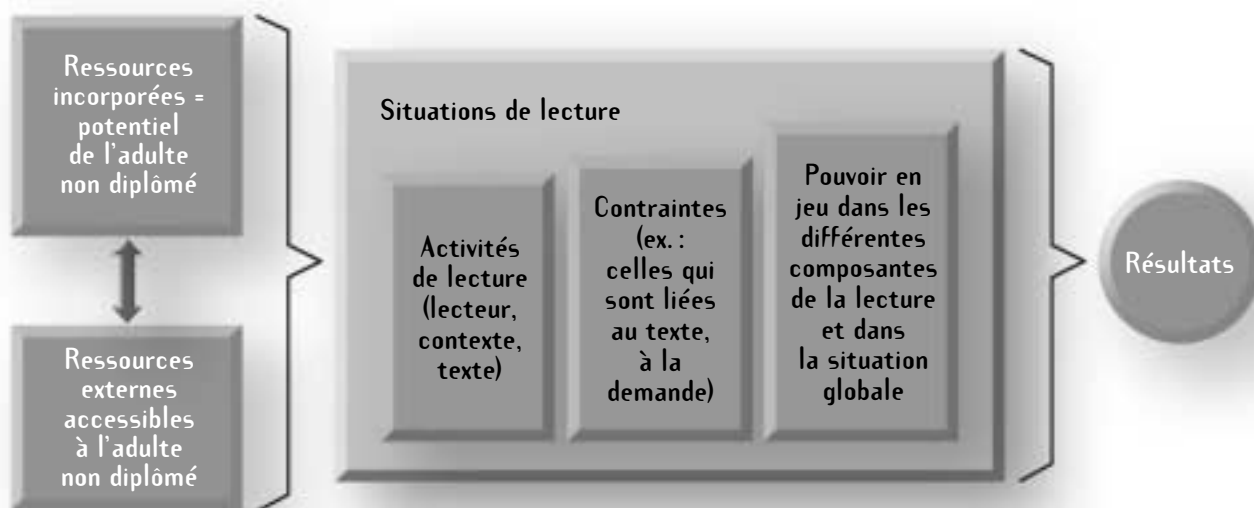 Ressources
incorporées =
potentiel
de l'adulte
non diplômé
Ressources
externes
accessibles
à l'adulte
non diplômé
Situations de lecture
Activités
de lecture
(lecteur,
contexte,
texte)
Contraintes
(ex. :
celles qui
sont liées
au texte,
à la
demande)
Pouvoir en
jeu dans les
différentes
composantes
de la lecture
et dans
la situation
globale
Résultats